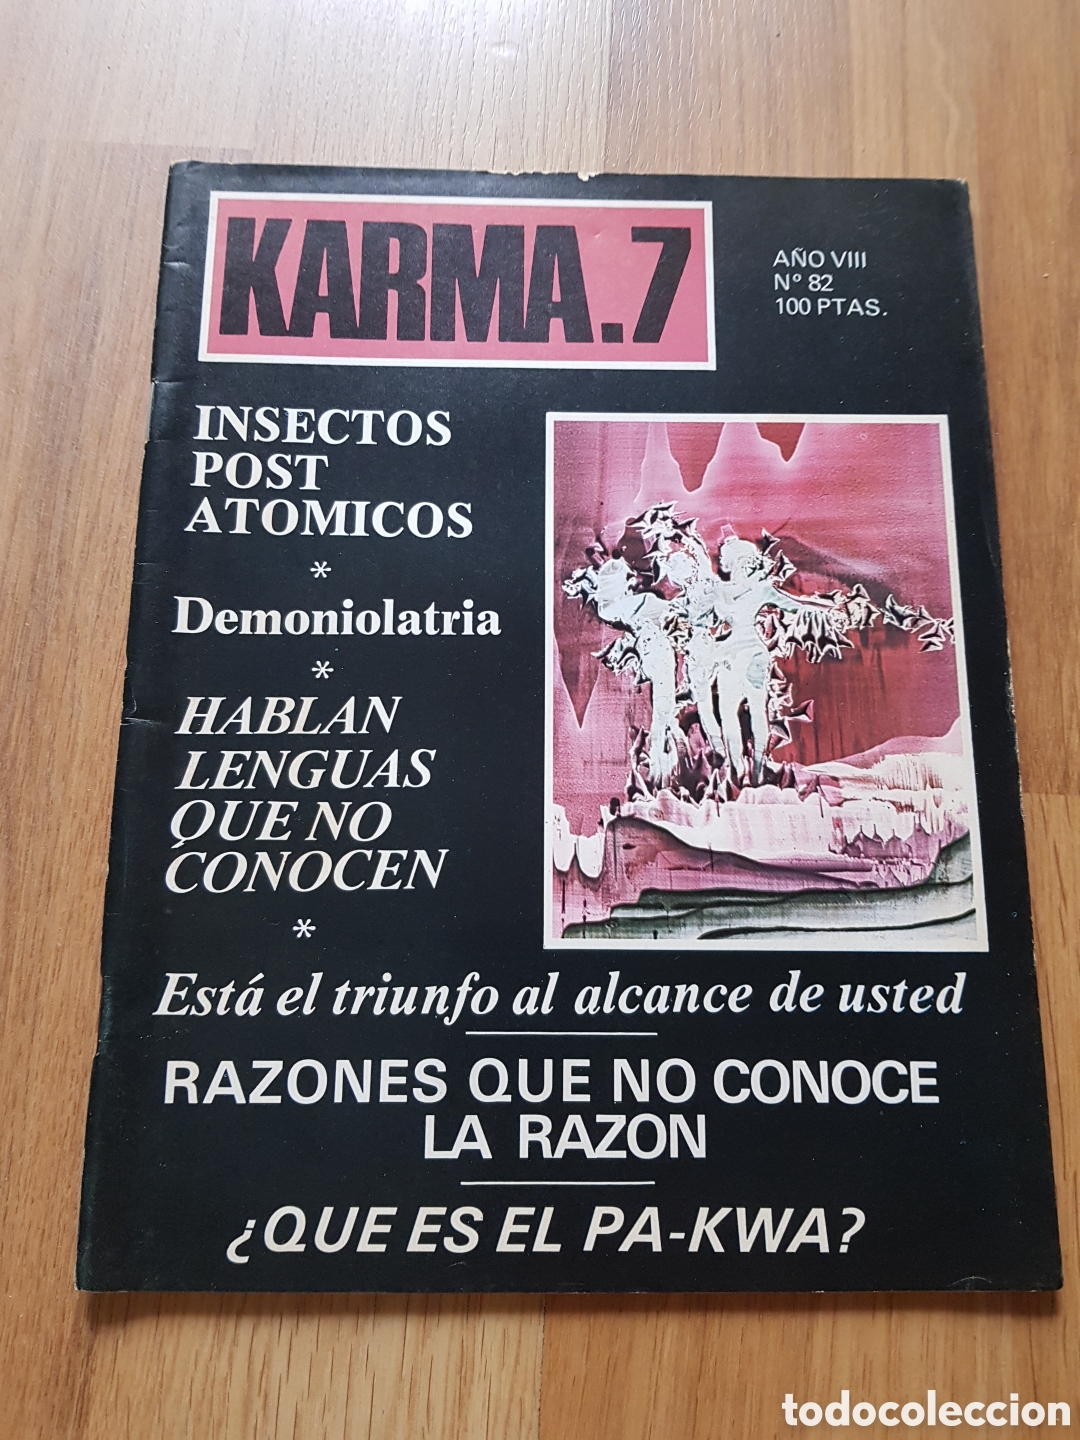 KARMA.7
AÑO VIII
Nº 82
100 PTAS.
INSECTOS
POST
ATOMICOS
*
Demoniolatria
*
HABLAN
LENGUAS
QUE NO
CONOCEN
*
Está el triunfo al alcance de usted
RAZONES QUE NO CONOCE
LA RAZON
¿QUE ES EL PA-KWA?
todocoleccion